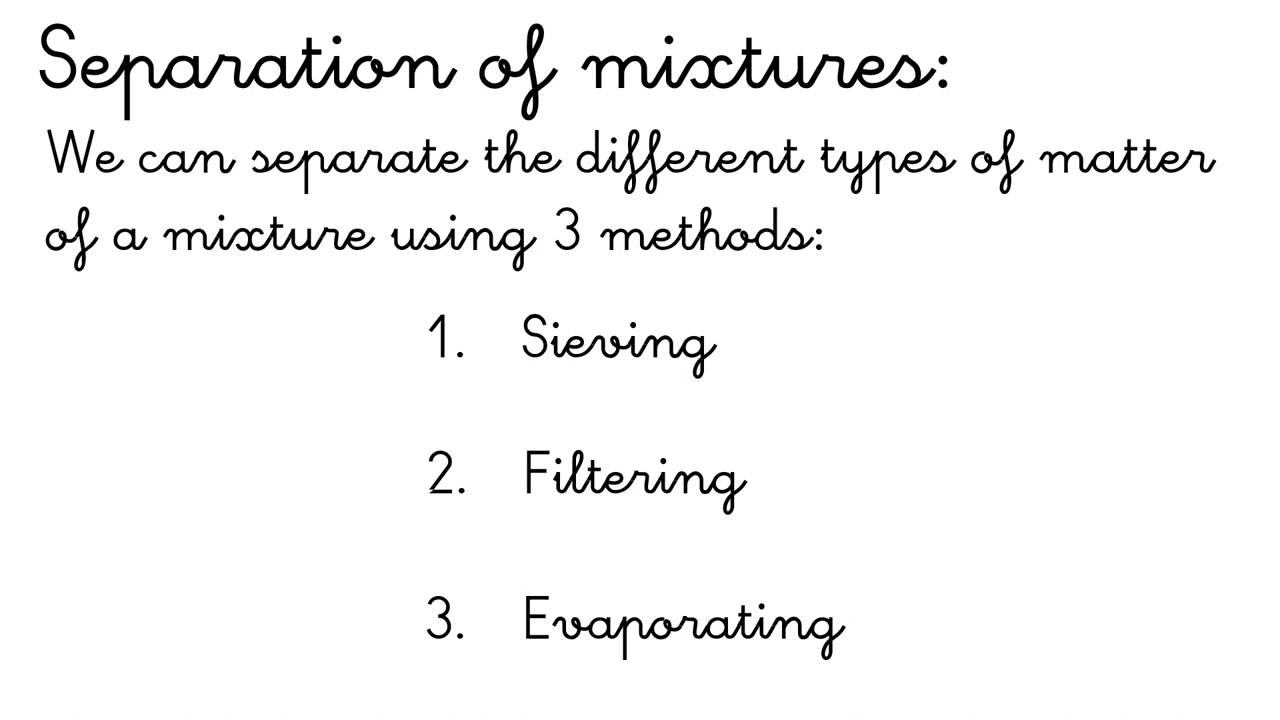 Separation of mixtures:
We can separate the different types of matter
of a mixture using 3 methods:
1. Sieving
2. Filtering
3. Evaporating